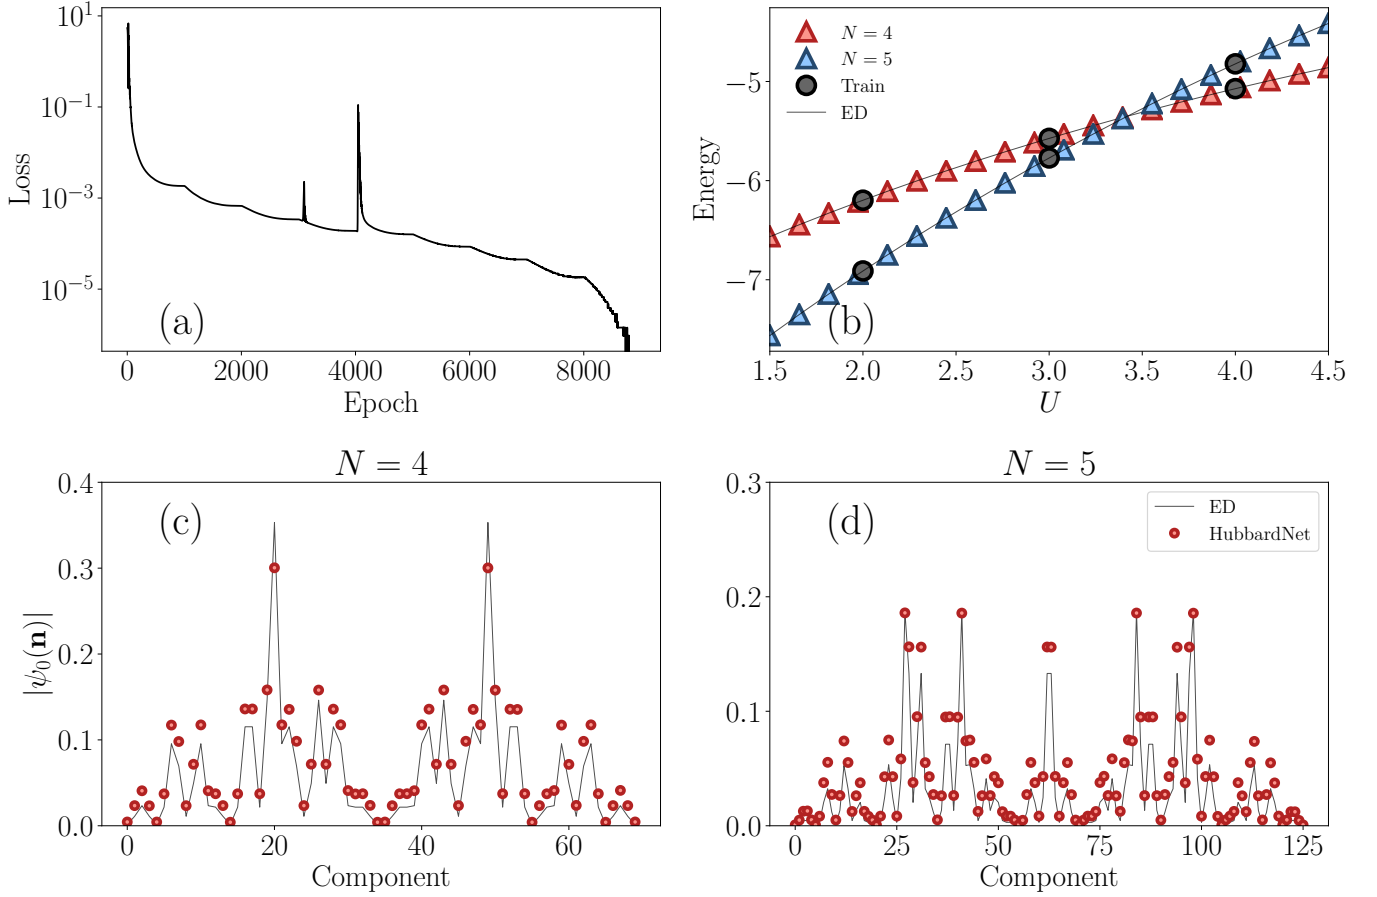 10^1
10^{-1}
10^{-3}
10^{-5}
Loss
(a)
0
2000
4000
6000
8000
Epoch
N = 4
N = 5
Train
ED
−5
−6
−7
Energy
(b)
1.5
2.0
2.5
3.0
3.5
4.0
4.5
U
N = 4
(c)
0.4
0.3
0.2
0.1
0.0
|ψ_0(n)|
0
20
40
60
Component
N = 5
(d)
ED
HubbardNet
0.3
0.2
0.1
0.0
0
25
50
75
100
125
Component